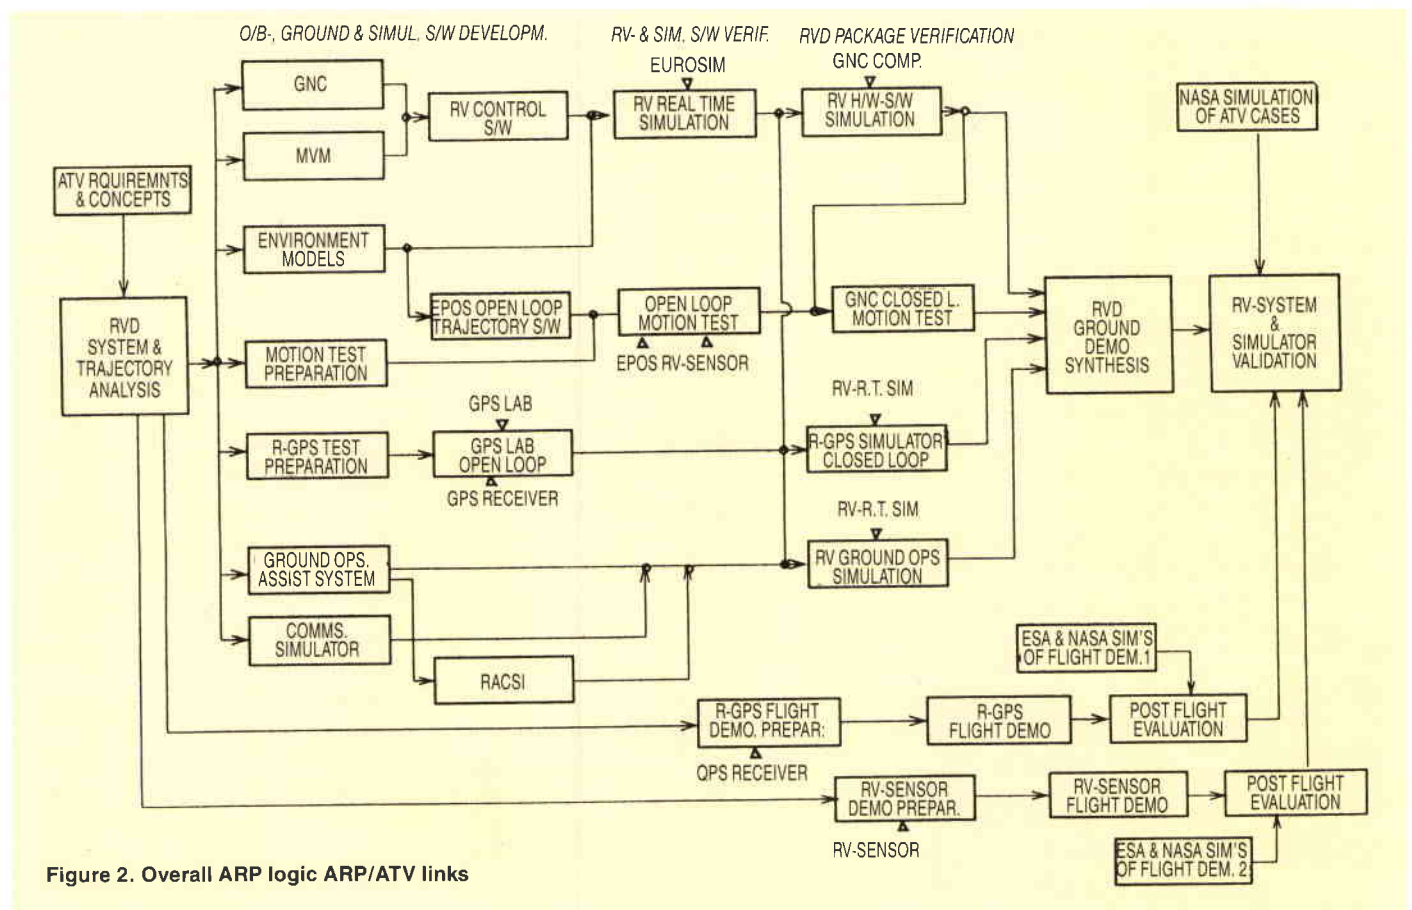 O/B-, GROUND & SIMUL, S/W DEVELOPM.
RV- & SIM, S/W VERIF.
RVD PACKAGE VERIFICATION
EUROSIM
GNC COMP.
GNC
MVM
RV CONTROL
S/W
RV REAL TIME
SIMULATION
RV H/W-S/W
SIMULATION
NASA SIMULATION
OF ATV CASES
ATV RQUIREMNTS
& CONCEPTS
ENVIRONMENT
MODELS
EPOS OPEN LOOP
TRAJECTORY S/W
OPEN LOOP
MOTION TEST
GNC CLOSED L.
MOTION TEST
RVD
GROUND
DEMO
SYNTHESIS
RV-SYSTEM
&
SIMULATOR
VALIDATION
RVD
SYSTEM &
TRAJECTORY
ANALYSIS
MOTION TEST
PREPARATION
EPOS RV-SENSOR
GPS LAB
RV-R.T. SIM
R-GPS TEST
PREPARATION
GPS LAB
OPEN LOOP
R-GPS SIMULATOR
CLOSED LOOP
GPS RECEIVER
RV-R.T. SIM
GROUND OPS.
ASSIST SYSTEM
RV GROUND OPS
SIMULATION
COMMS.
SIMULATOR
RACSI
ESA & NASA SIM'S
OF FLIGHT DEM.1
R-GPS FLIGHT
DEMO. PREPAR:
R-GPS
FLIGHT DEMO
POST FLIGHT
EVALUATION
QPS RECEIVER
RV-SENSOR
DEMO PREPAR.
RV-SENSOR
FLIGHT DEMO
POST FLIGHT
EVALUATION
RV-SENSOR
ESA & NASA SIM'S
OF FLIGHT DEM. 2
Figure 2. Overall ARP logic ARP/ATV links